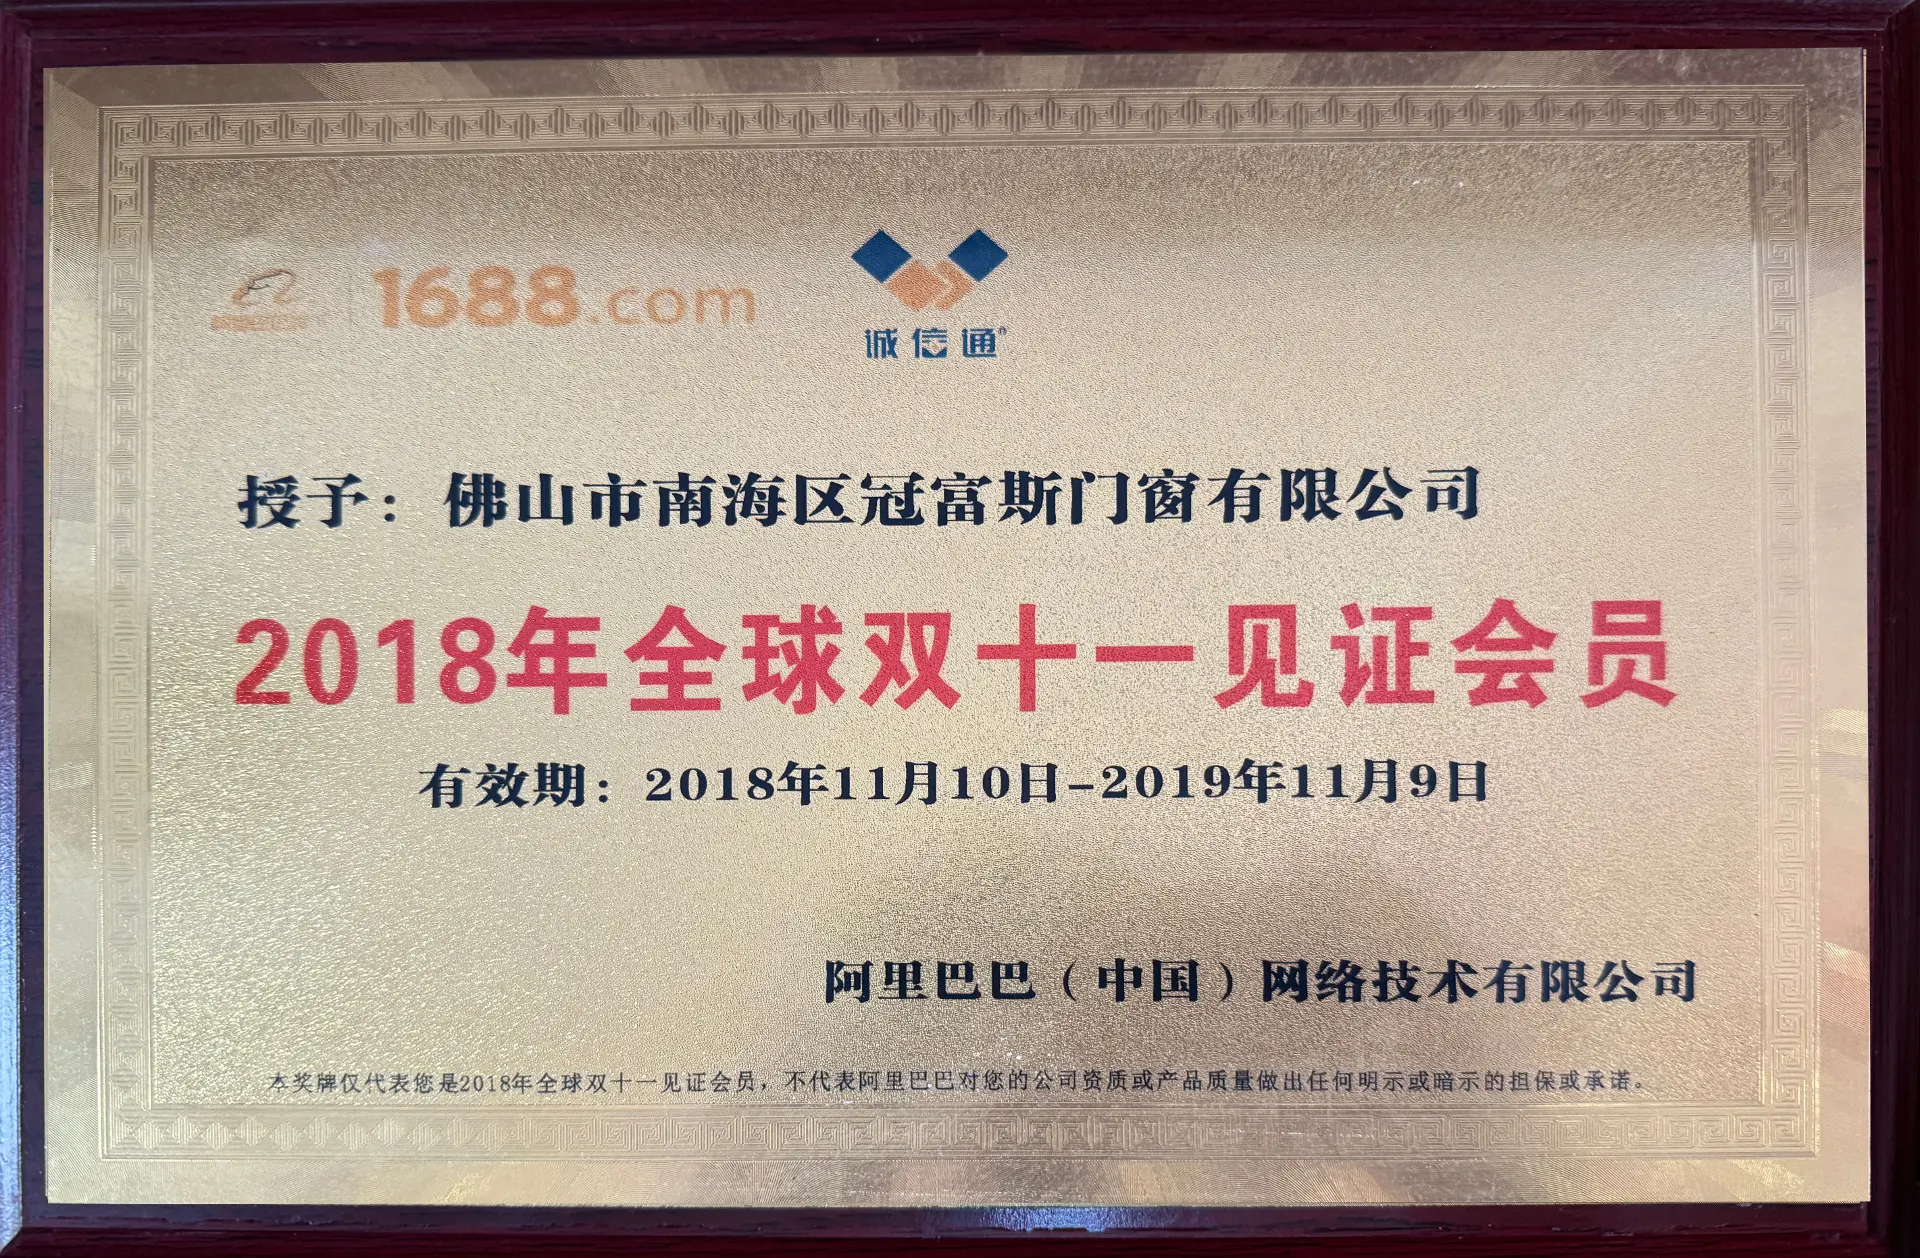 1688.com
诚信通
授予：佛山市南海区冠富斯门窗有限公司
2018年全球双十一见证会员
有效期：2018年11月10日-2019年11月9日
阿里巴巴（中国）网络技术有限公司
本奖牌仅代表您是2018年全球双十一见证会员，不代表阿里巴巴对您的公司资质或产品质量做出任何明示或暗示的担保或承诺。